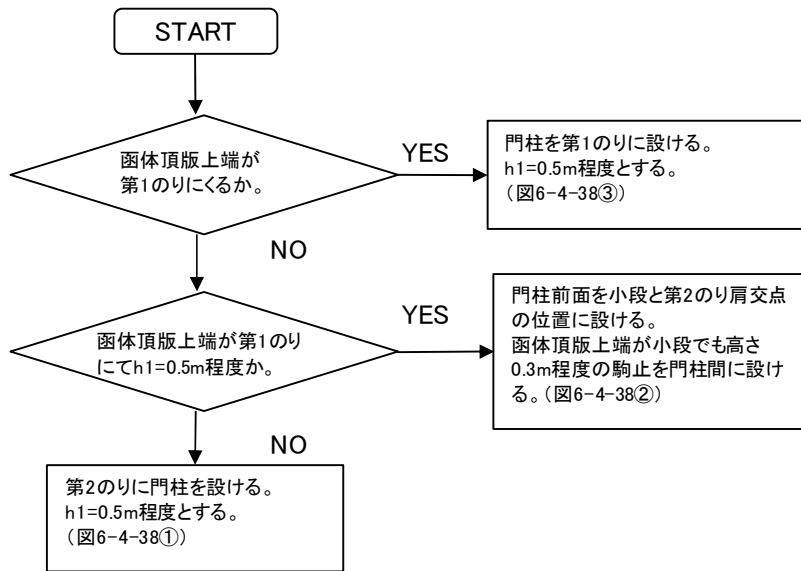 START
函体頂版上端が
第1のりにくるか。
YES
門柱を第1のりに設ける。
h1=0.5m程度とする。
(図6-4-38③)
NO
函体頂版上端が第1のり
にてh1=0.5m程度か。
YES
門柱前面を小段と第2のり肩交点
の位置に設ける。
函体頂版上端が小段でも高さ
0.3m程度の駒止を門柱間に設け
る。(図6-4-38②)
NO
第2のりに門柱を設ける。
h1=0.5m程度とする。
(図6-4-38①)